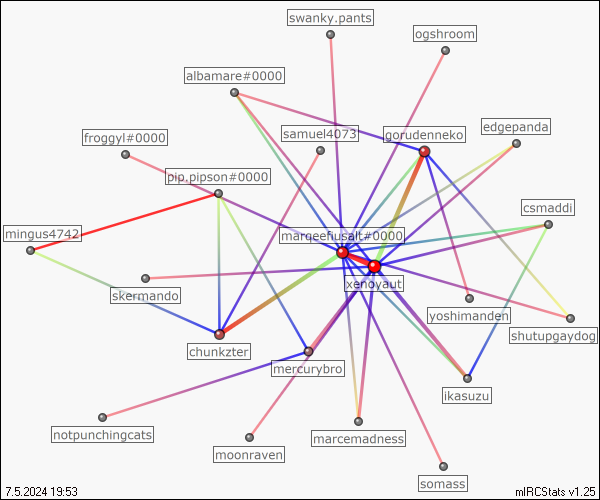 swanky.pants
ogshroom
albamare#0000
edgepanda
samuel4073
gorudenneko
froggyl#0000
pip.pipson#0000
csmaddi
mingus4742
marqeefiusalt#0000
xenoyaut
skernando
yoshimanden
shutupgaydog
chunkzter
mercurybro
ikasuzu
notpunchingcats
marcemadness
moonraven
somass
7.5.2024 19:53
mIRCStats v1.25